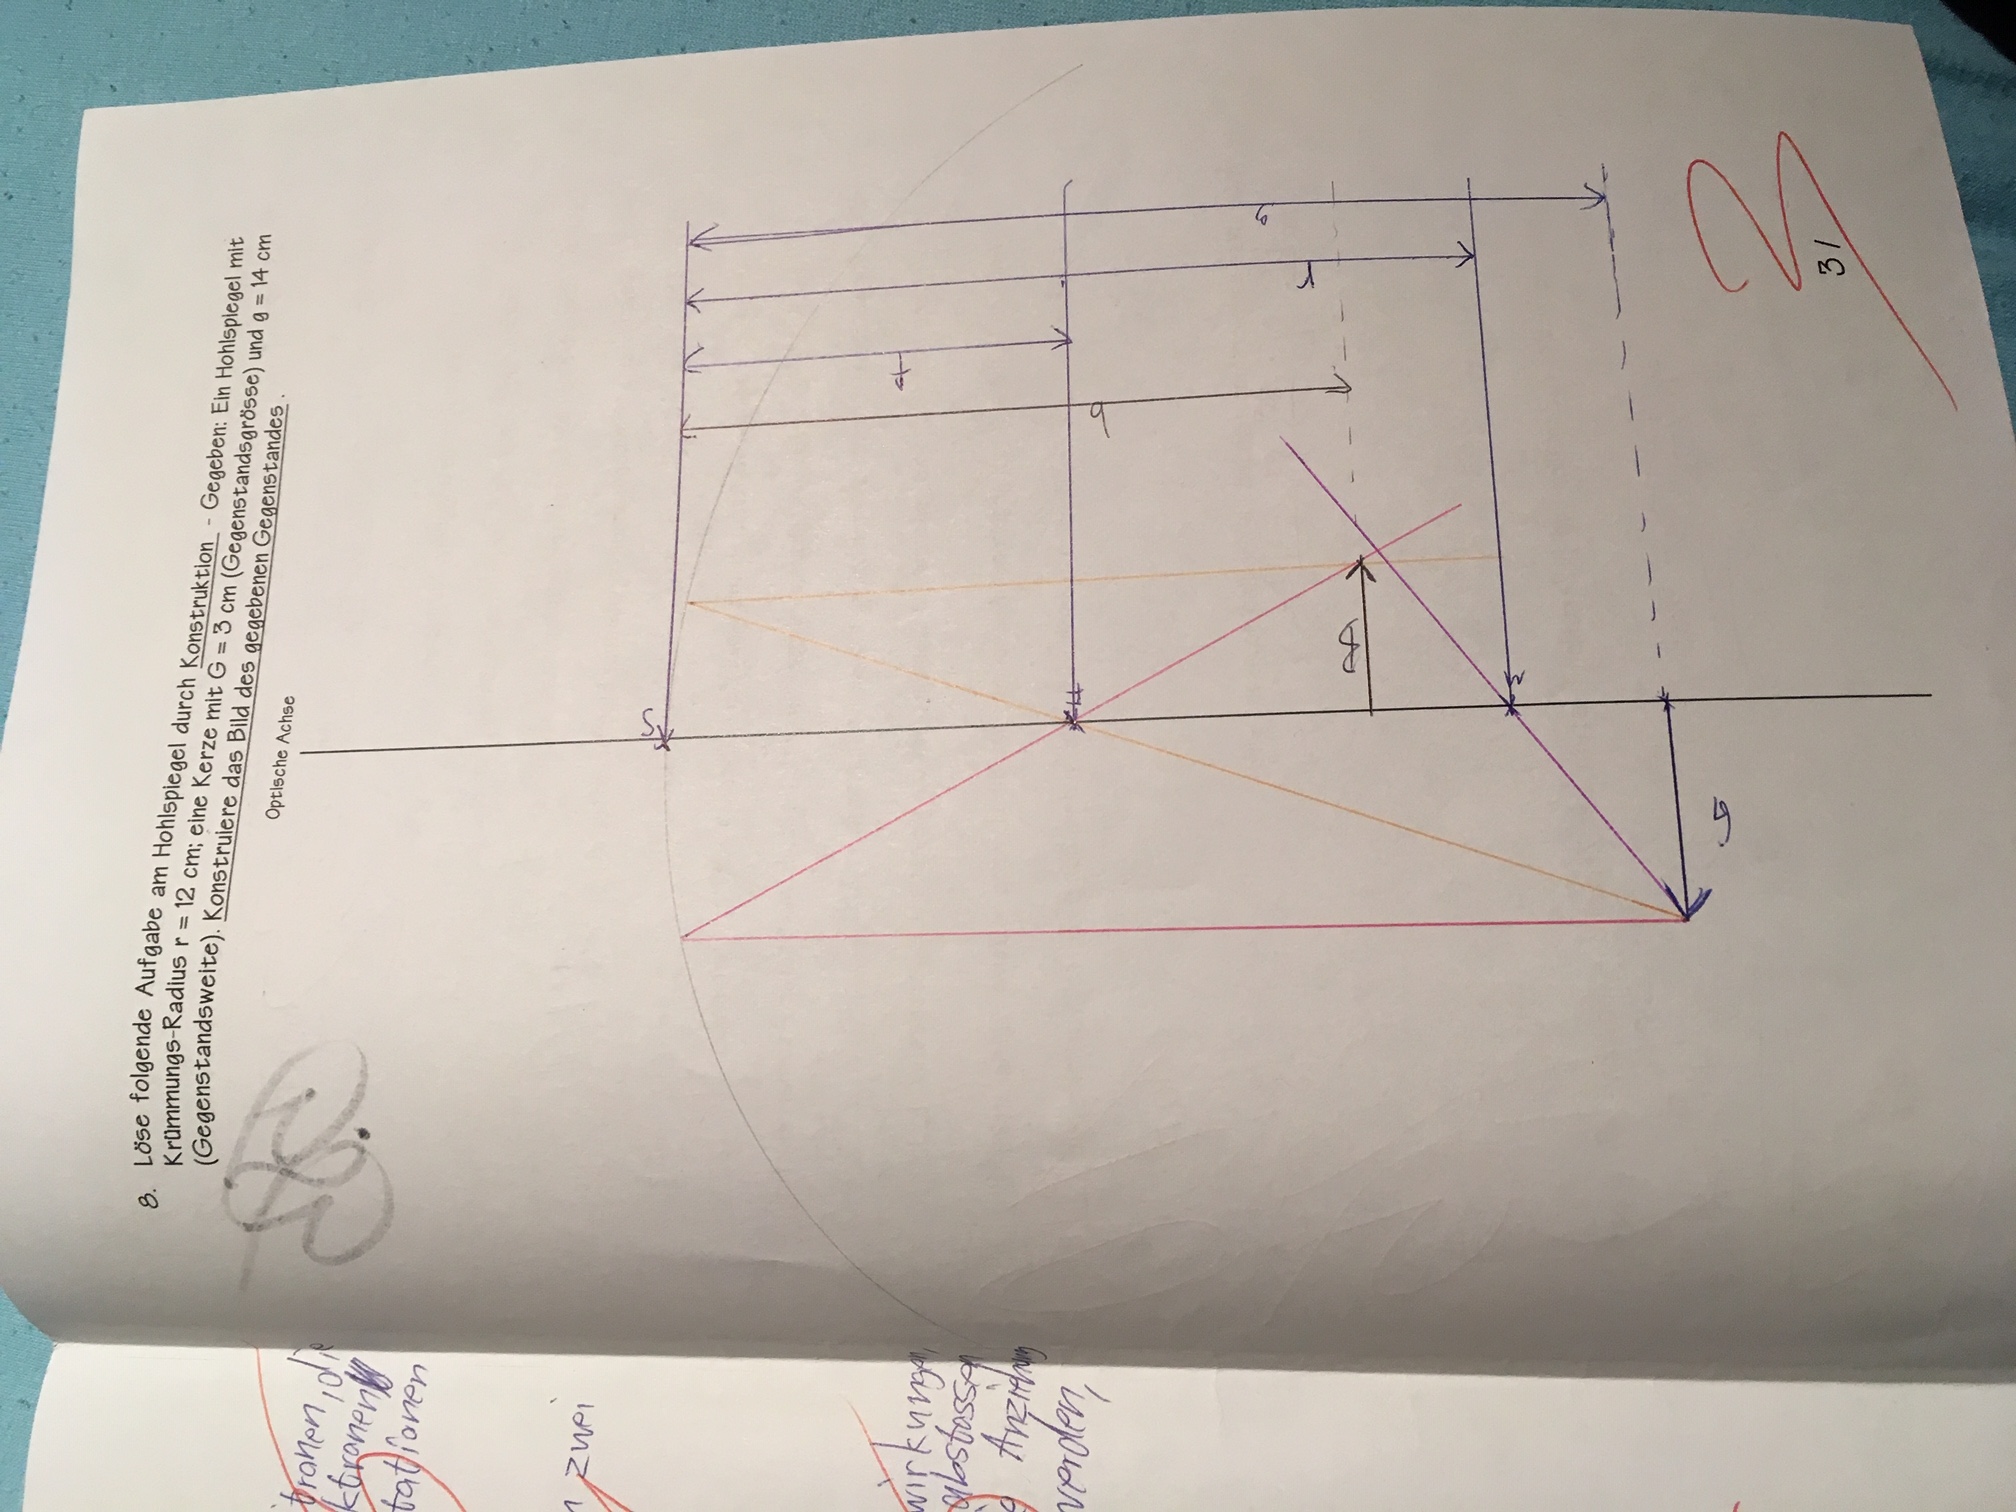 8. Löse folgende Aufgabe am Hohlspiegel durch Konstruktion - Gegeben: Ein Hohlspiegel mit
Krümmungs-Radius r = 12 cm; eine Kerze mit G = 3 cm (Gegenstandsgrösse) und g = 14 cm
(Gegenstandsweite). Konstruiere das Bild des gegebenen Gegenstandes .
Optische Achse
tronen, die
ktronen
tationen
n zwei
wirkungen,
abstossen
Anziehung
werden,
S
f
F
b
B
r
g
M
G
3
3/